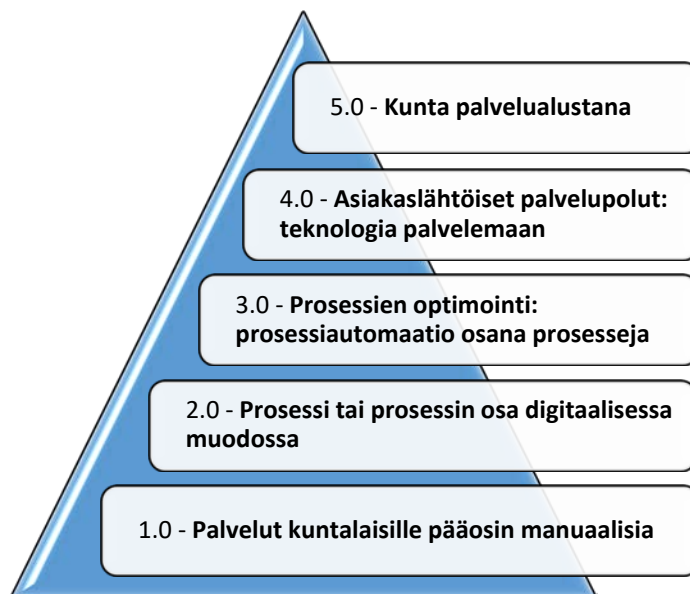 5.0 - Kunta palvelualustana
4.0 - Asiakaslähtöiset palvelupolut:
teknologia palvelemaan
3.0 - Prosessien optimointi:
prosessiautomaatio osana prosesseja
2.0 - Prosessi tai prosessin osa digitaalisessa
muodossa
1.0 - Palvelut kuntalaisille pääosin manuaalisia